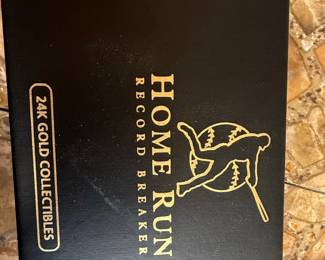 HOME RUN
RECORD BREAKER
24K GOLD COLLECTIBLES